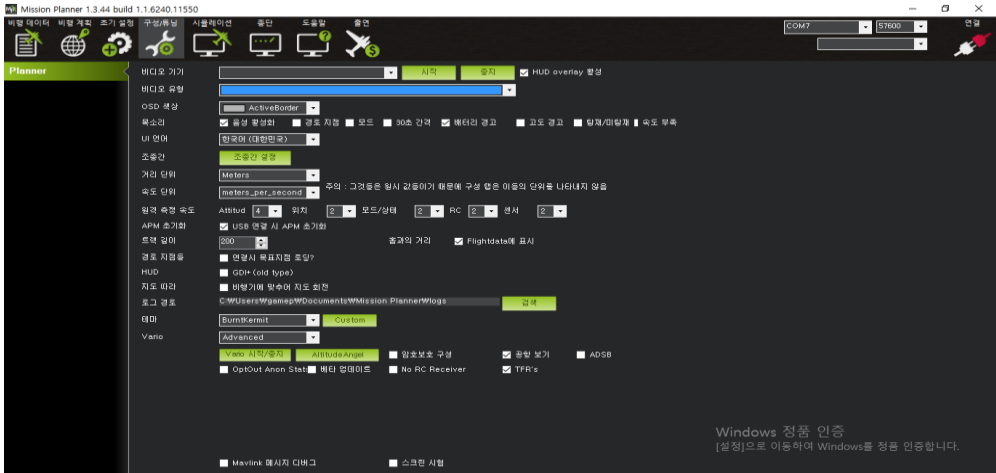 Mission Planner 1.3.44 build 1.1.6240.11550
비행 데이터 비행 계획 초기 설정 구성/튜닝 시뮬레이션 중단 도움말 출연
COM7 57600 연결
Planner
비디오 기기 시작 중지 HUD overlay 활성
비디오 유형
OSD 색상 ActiveBorder
목소리 음성 활성화 경로 지점 모드 30초 간격 배터리 경고 고도 경고 탑재/미탑재 속도 부족
UI 언어 한국어 (대한민국)
조종간 조종간 설정
거리 단위 Meters
속도 단위 meters_per_second 주의 : 그것들은 원시 값들이기 때문에 구성 탭은 이동의 단위를 나타내지 않음
원격 측정 속도 Attitud 4 위치 2 모드/상태 2 RC 2 센서 2
APM 초기화 USB 연결 시 APM 초기화
트랙 길이 200 흡과의 거리 Flightdata에 표시
경로 지점들 연결시 목표지점 로딩?
HUD GDI+ (old type)
지도 따라 비행기에 맞추어 지도 회전
로그 경로 C:₩Users₩gamep₩Documents₩Mission Planner₩logs 검색
테마 BurntKermit Custom
Vario Advanced
Vario 시작/중지 AltitudeAngel 암호보호 구성 공항 보기 ADSB
OptOut Anon Stats 베타 업데이트 No RC Receiver TFR's
Windows 정품 인증
[설정]으로 이동하여 Windows를 정품 인증합니다.
Mavlink 메시지 디버그 스크린 시험